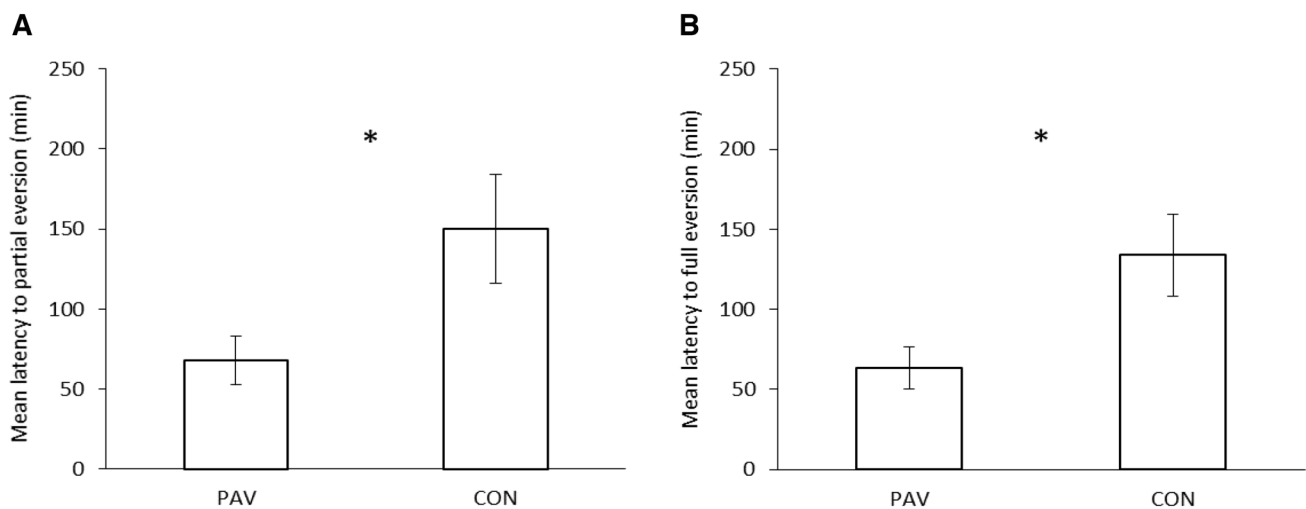 A
Mean latency to partial eversion (min)
250
200
150
100
50
0
*
PAV
CON
B
Mean latency to full eversion (min)
250
200
150
100
50
0
*
PAV
CON